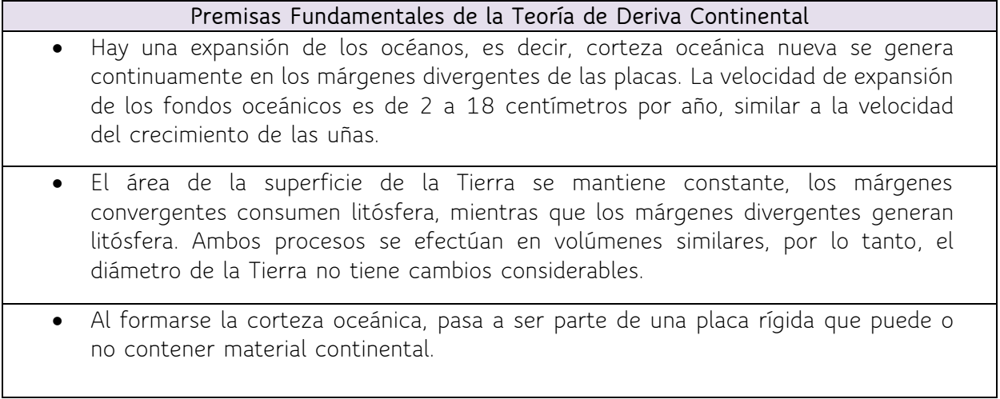 Premisas Fundamentales de la Teoría de Deriva Continental
• Hay una expansión de los océanos, es decir, corteza oceánica nueva se genera
continuamente en los márgenes divergentes de las placas. La velocidad de expansión
de los fondos oceánicos es de 2 a 18 centímetros por año, similar a la velocidad
del crecimiento de las uñas.
• El área de la superficie de la Tierra se mantiene constante, los márgenes
convergentes consumen litósfera, mientras que los márgenes divergentes generan
litósfera. Ambos procesos se efectúan en volúmenes similares, por lo tanto, el
diámetro de la Tierra no tiene cambios considerables.
• Al formarse la corteza oceánica, pasa a ser parte de una placa rígida que puede o
no contener material continental.